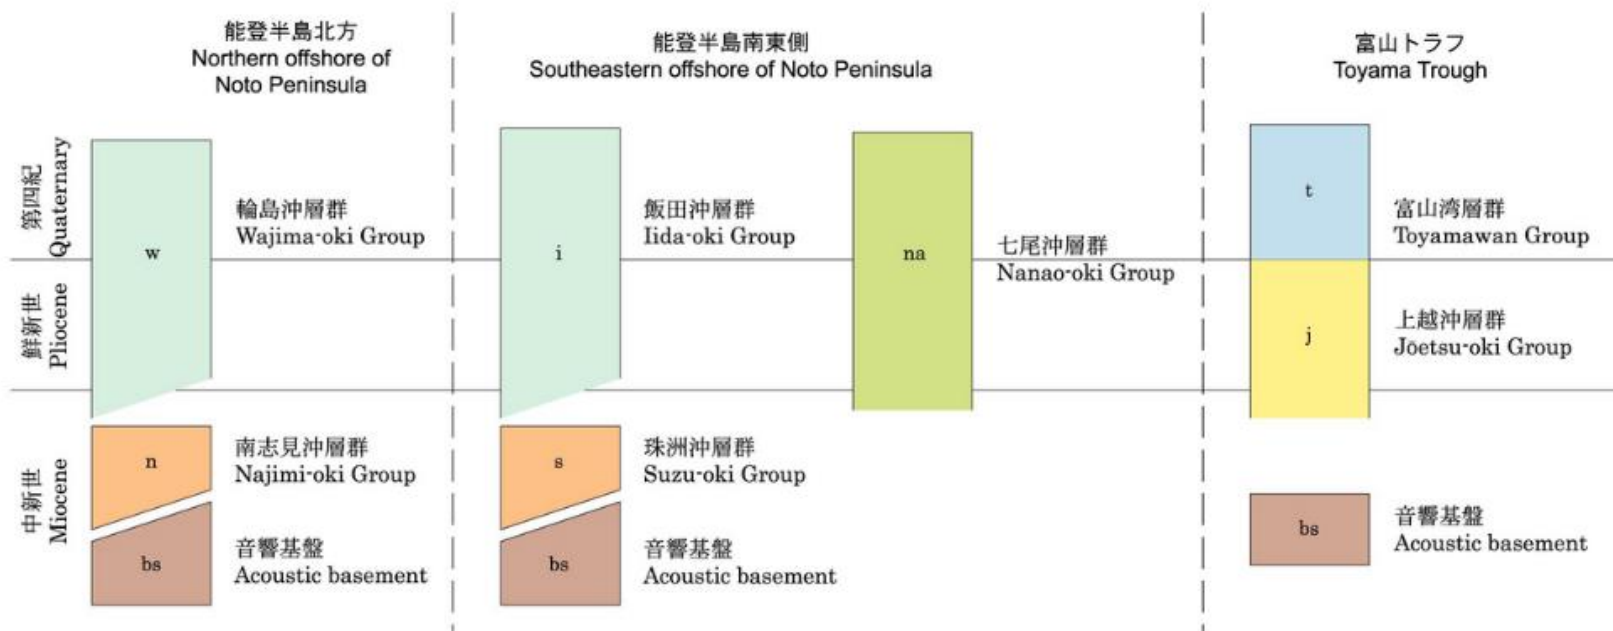 能登半島北方
Northern offshore of
Noto Peninsula
能登半島南東側
Southeastern offshore of Noto Peninsula
富山トラフ
Toyama Trough
第四紀
Quaternary
鮮新世
Pliocene
中新世
Miocene
w
輪島沖層群
Wajima-oki Group
n
南志見沖層群
Najimi-oki Group
bs
音響基盤
Acoustic basement
i
飯田沖層群
Iida-oki Group
s
珠洲沖層群
Suzu-oki Group
bs
音響基盤
Acoustic basement
na
七尾沖層群
Nanao-oki Group
t
富山湾層群
Toyamawan Group
j
上越沖層群
Joetsu-oki Group
bs
音響基盤
Acoustic basement